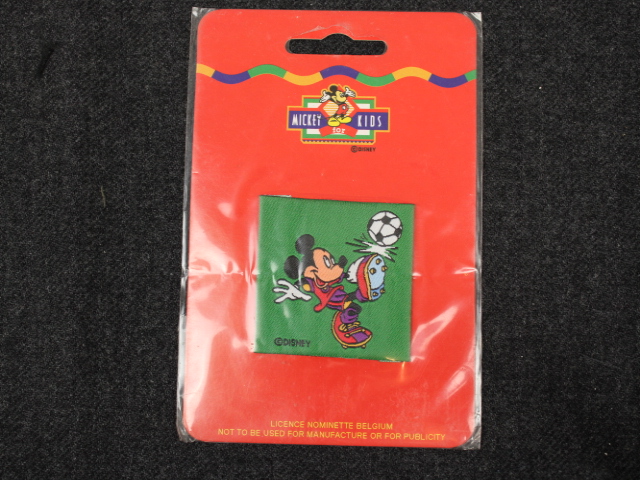 MICKEY for KIDS
©DISNEY
©DISNEY
LICENCE NOMINETTE BELGIUM
NOT TO BE USED FOR MANUFACTURE OR FOR PUBLICITY